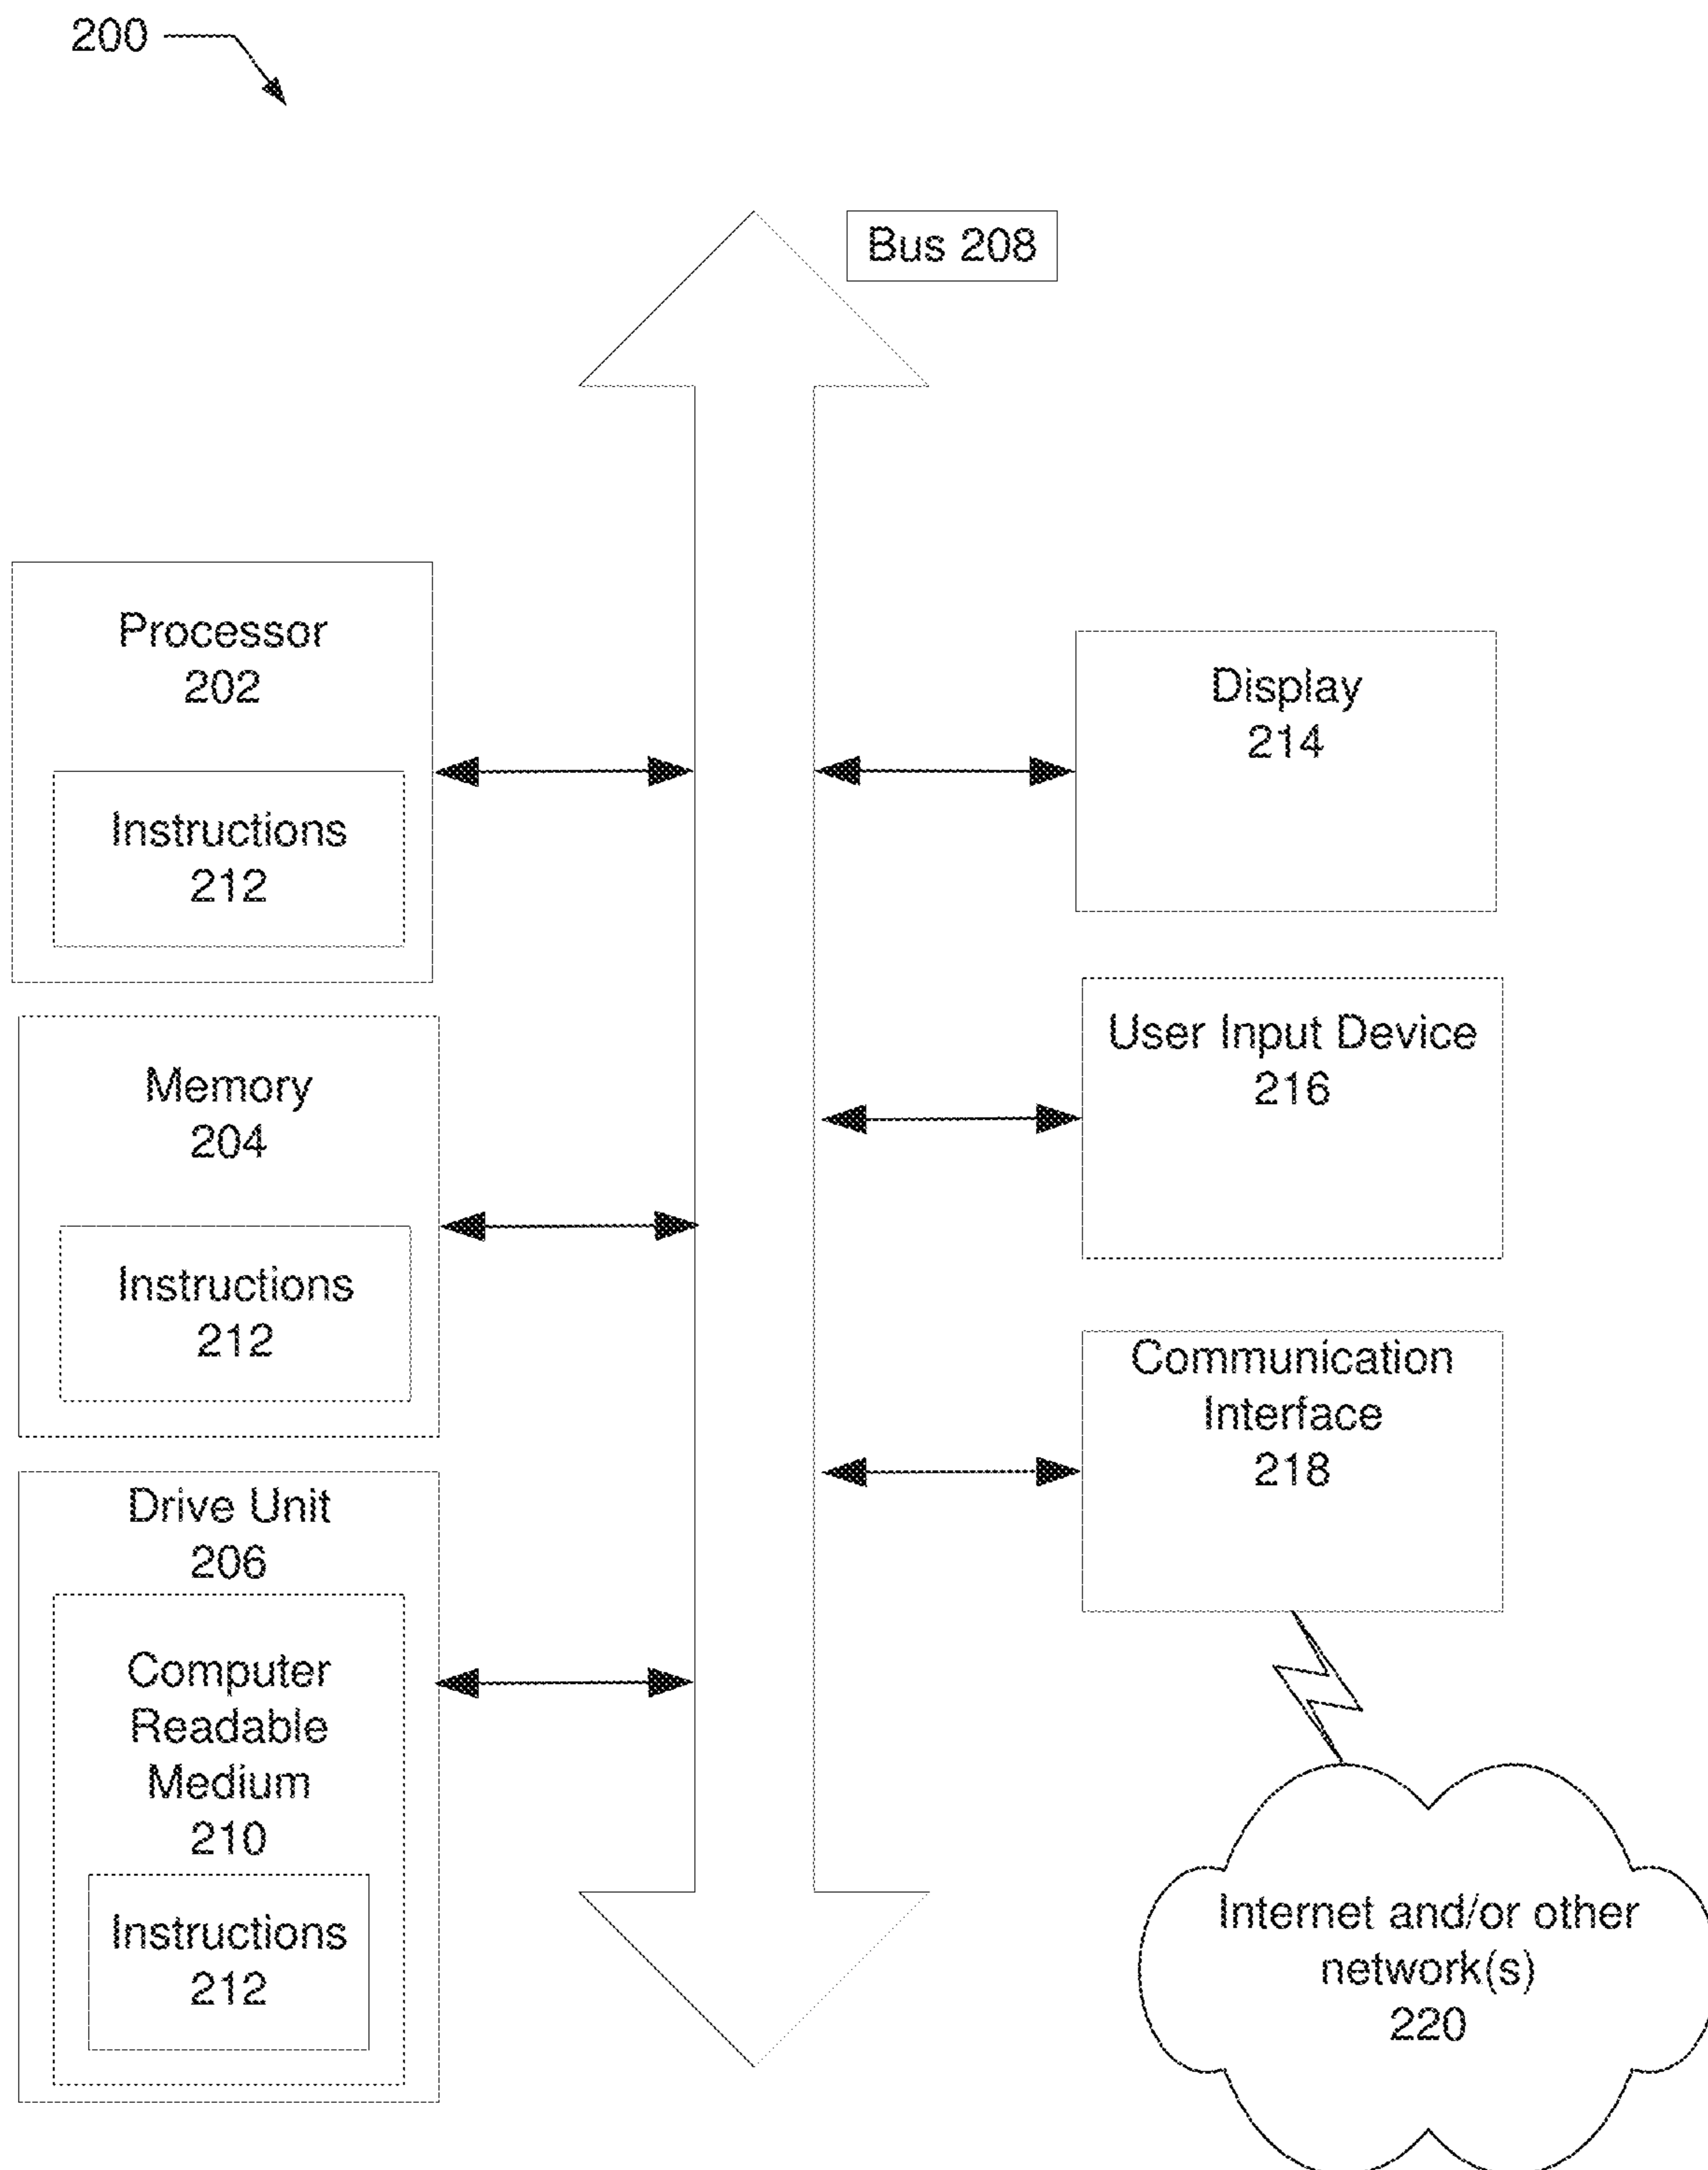 200
Bus 208
Processor
202
Instructions
212
Memory
204
Instructions
212
Drive Unit
206
Computer
Readable
Medium
210
Instructions
212
Display
214
User Input Device
216
Communication
Interface
218
Internet and/or other
network(s)
220